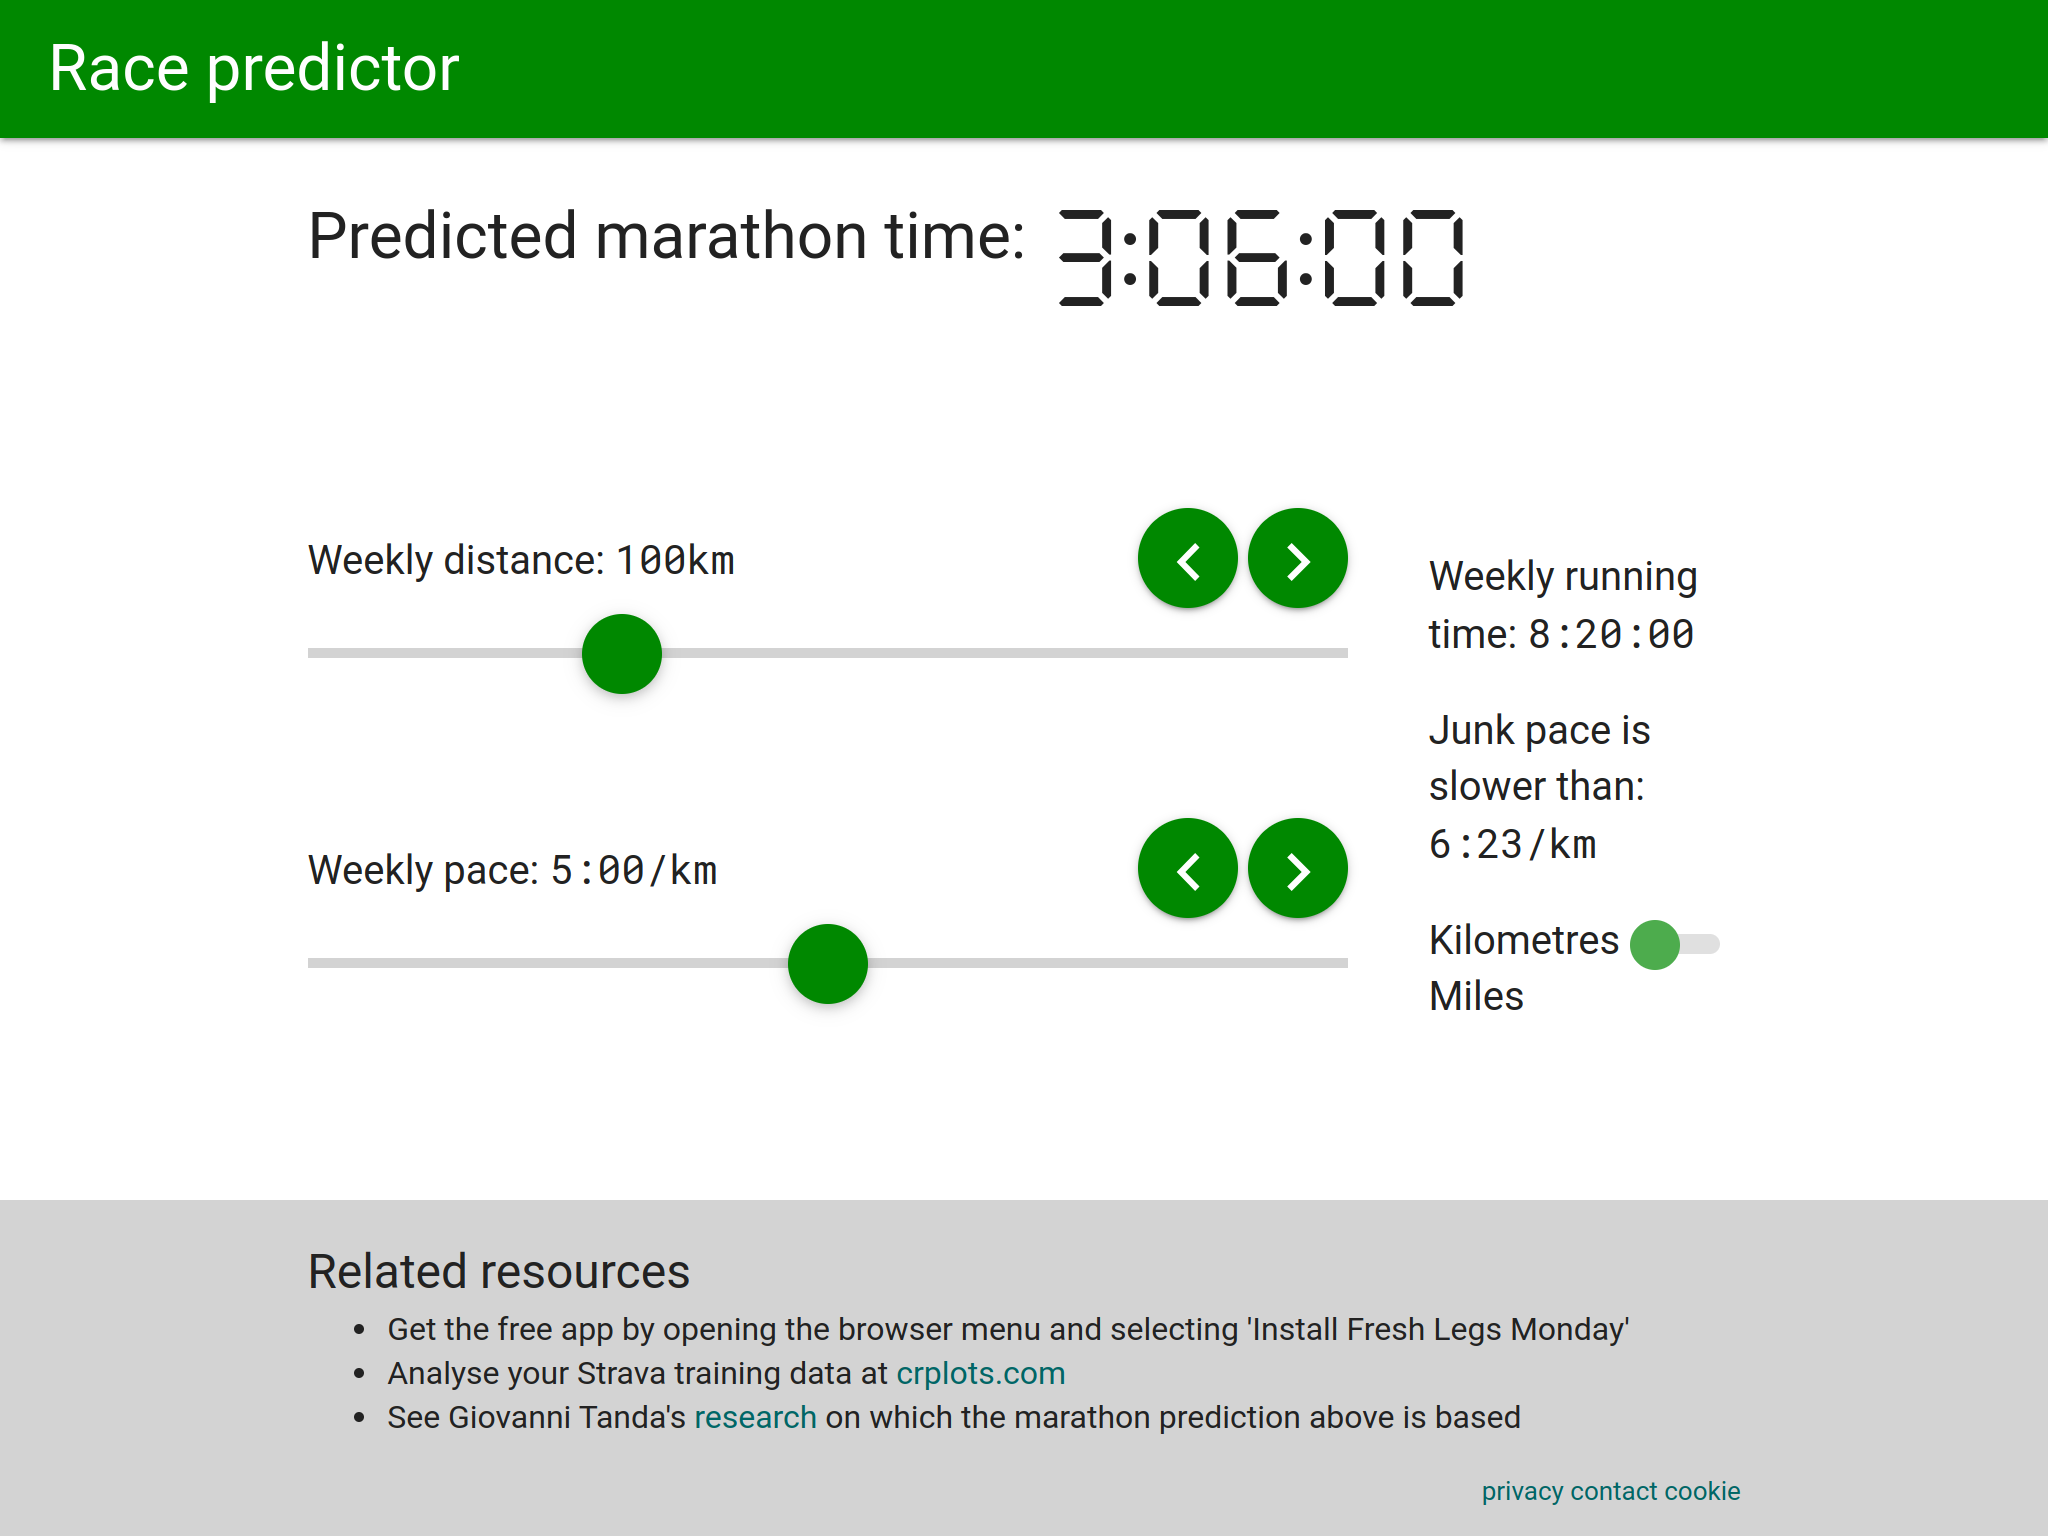 Race predictor
Predicted marathon time: 3:06:00
Weekly distance: 100km
Weekly pace: 5:00/km
Weekly running
time: 8:20:00
Junk pace is
slower than:
6:23/km
Kilometres
Miles
Related resources
• Get the free app by opening the browser menu and selecting 'Install Fresh Legs Monday'
• Analyse your Strava training data at crplots.com
• See Giovanni Tanda's research on which the marathon prediction above is based
privacy contact cookie